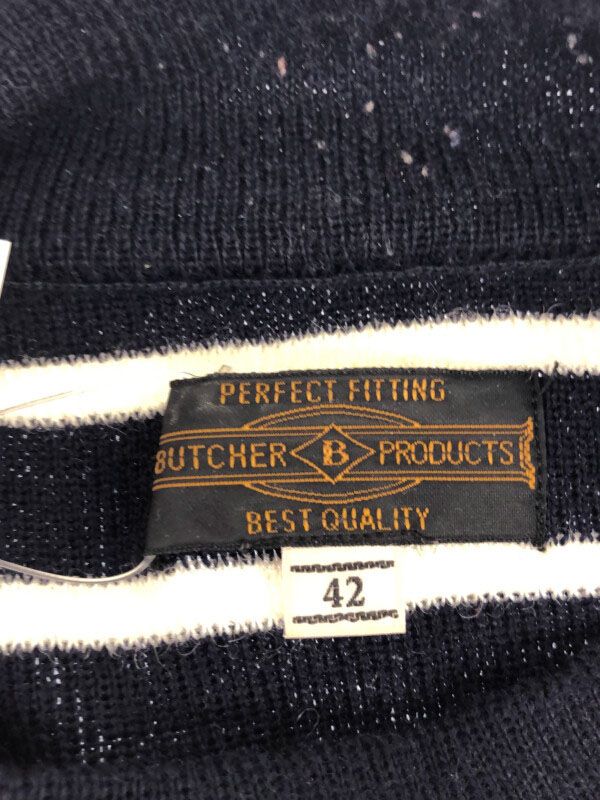 PERFECT FITTING
BUTCHER B PRODUCTS
BEST QUALITY
42